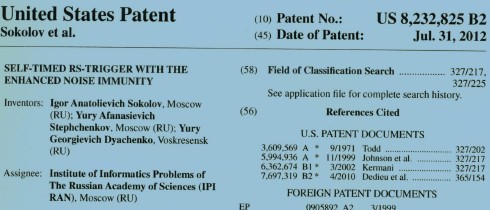 United States Patent
Sokolov et al.
(10) Patent No.: US 8,232,825 B2
(45) Date of Patent: Jul. 31, 2012
SELF-TIMED RS-TRIGGER WITH THE
ENHANCED NOISE IMMUNITY
Inventors: Igor Anatolievich Sokolov, Moscow
(RU); Yury Afanasievich
Stephchenkov, Moscow (RU); Yury
Georgievich Dyachenko, Voskresensk
(RU)
Assignee: Institute of Informatics Problems of
The Russian Academy of Sciences (IPI
RAN), Moscow (RU)
(58) Field of Classification Search .................. 327/217,
327/225
See application file for complete search history.
(56) References Cited
U.S. PATENT DOCUMENTS
3,609,569 A * 9/1971 Todd ............................. 327/202
5,994,936 A * 11/1999 Johnson et al. ............... 327/217
6,362,674 B1 * 3/2002 Kermani ....................... 327/217
7,697,319 B2 * 4/2010 Dedieu et al. ................. 365/154
FOREIGN PATENT DOCUMENTS
EP 0905892 A2 3/1999